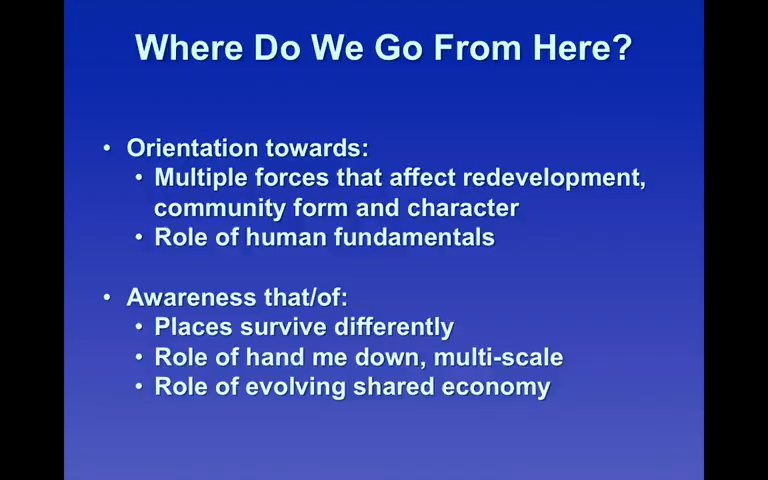 Where Do We Go From Here?
• Orientation towards:
• Multiple forces that affect redevelopment,
community form and character
• Role of human fundamentals
• Awareness that/of:
• Places survive differently
• Role of hand me down, multi-scale
• Role of evolving shared economy